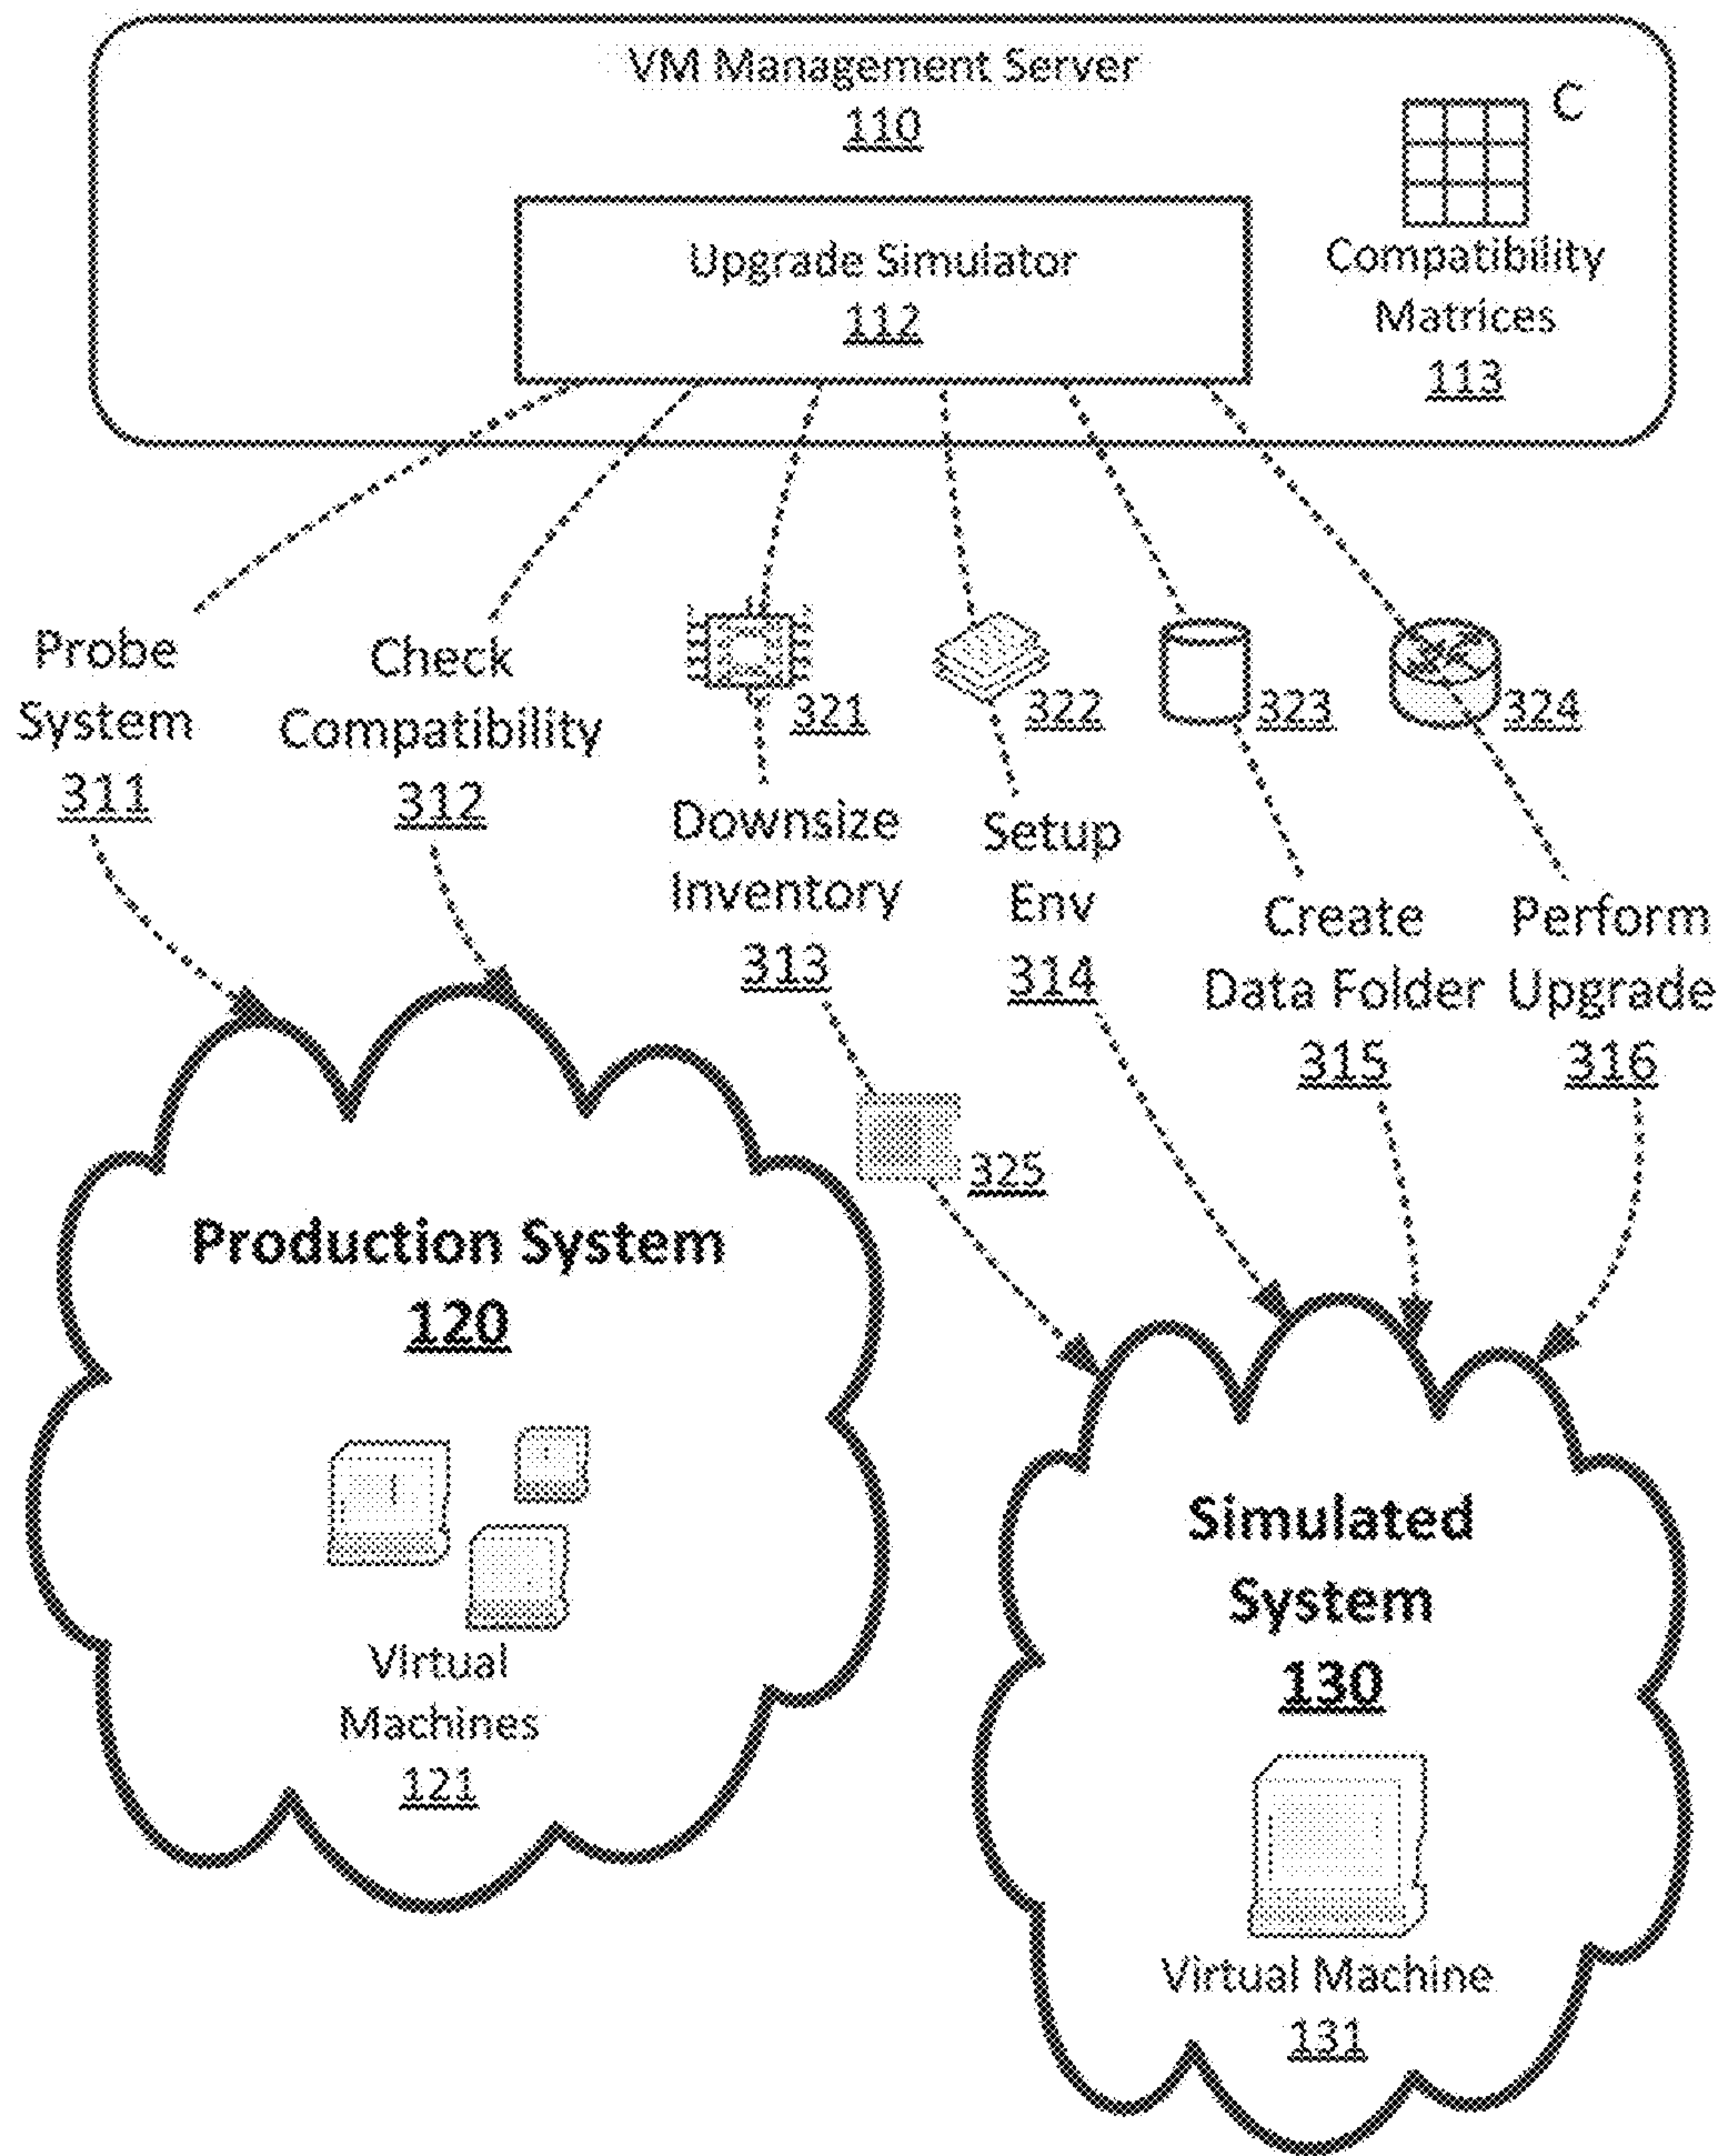 VM Management Server
110
C
Upgrade Simulator
112
Compatibility
Matrices
113
Probe
System
311
Check
Compatibility
312
321
Downsize
Inventory
313
322
Setup
Env
314
323
Create
Data Folder
315
324
Perform
Upgrade
316
325
Production System
120
Virtual
Machines
121
Simulated
System
130
Virtual Machine
131